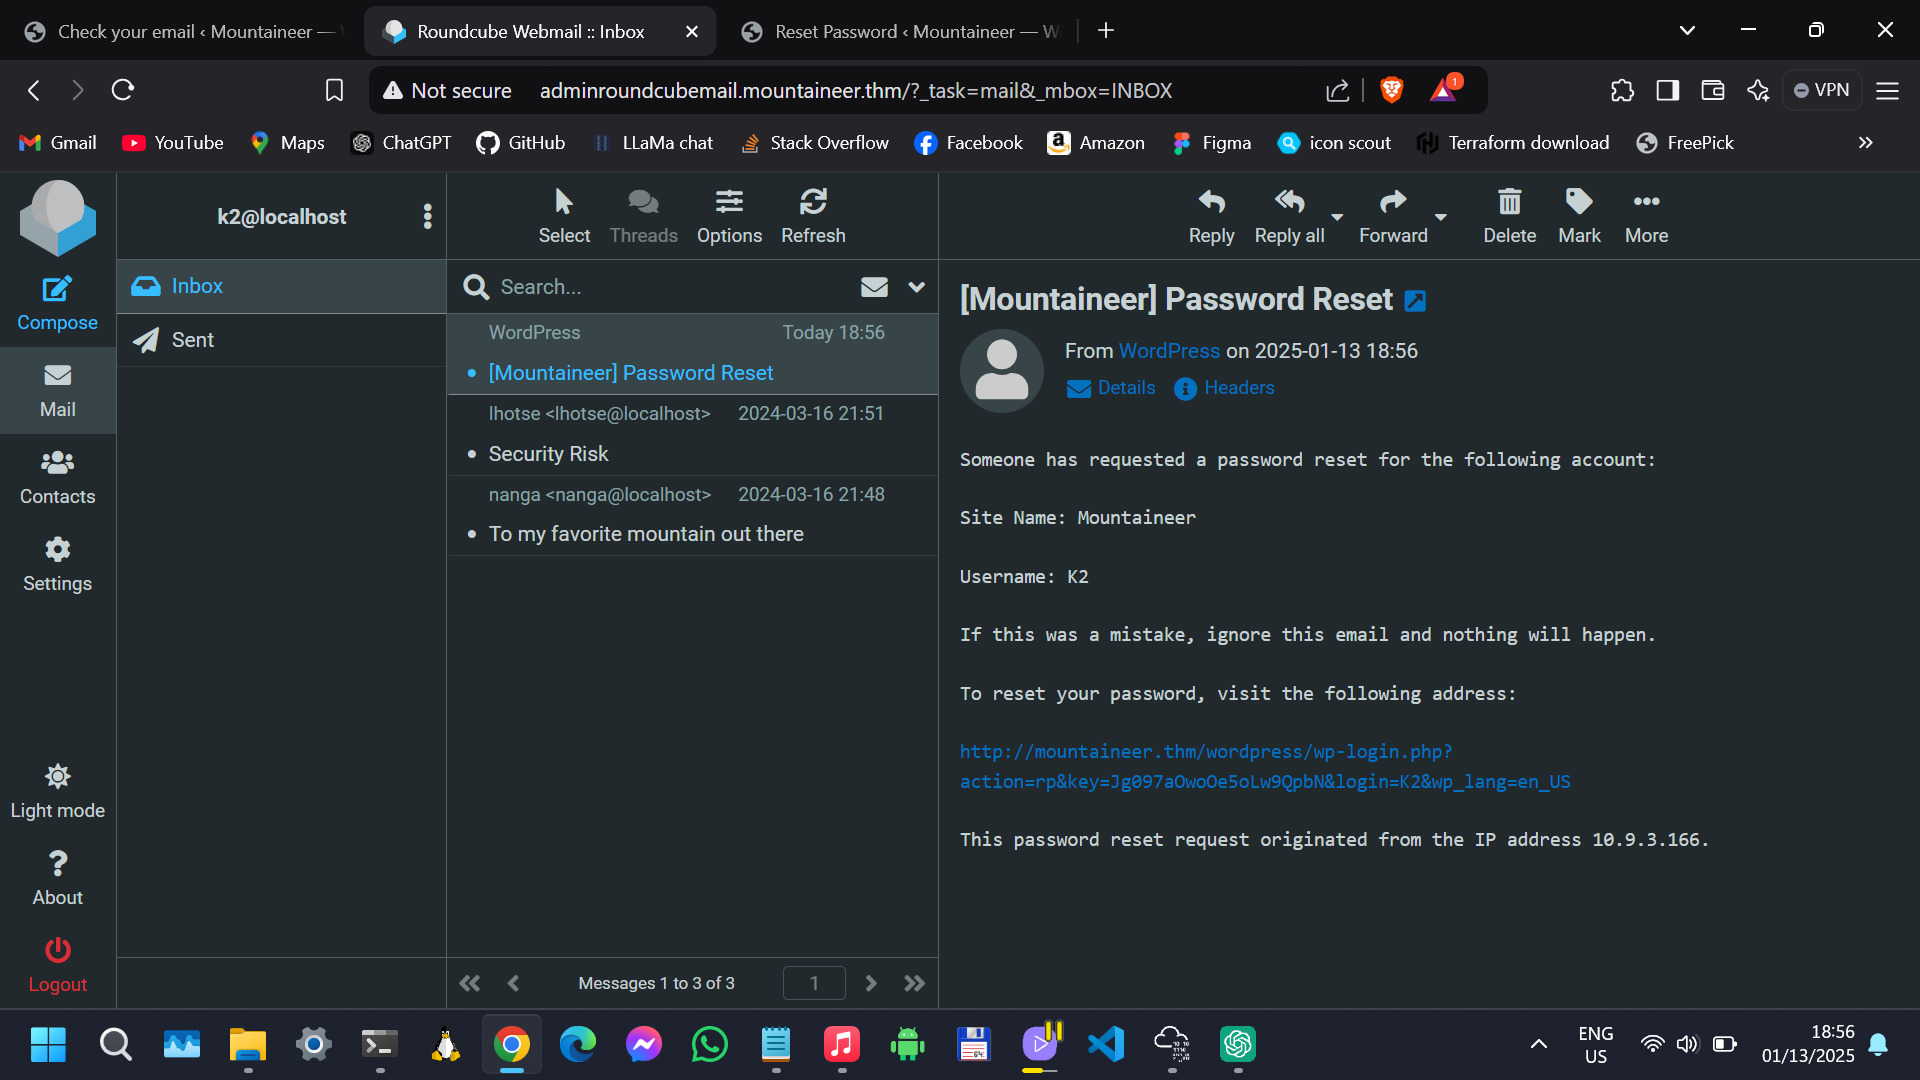 Check your email ‹ Mountaineer —
Roundcube Webmail :: Inbox
Reset Password ‹ Mountaineer — W
Not secure
adminroundcubemail.mountaineer.thm/?_task=mail&_mbox=INBOX
1
VPN
Gmail
YouTube
Maps
ChatGPT
GitHub
LLaMa chat
Stack Overflow
Facebook
Amazon
Figma
icon scout
Terraform download
FreePick
k2@localhost
Select
Threads
Options
Refresh
Reply
Reply all
Forward
Delete
Mark
More
Compose
Mail
Contacts
Settings
Light mode
About
Logout
Inbox
Sent
Search...
WordPress
Today 18:56
[Mountaineer] Password Reset
lhotse <lhotse@localhost>
2024-03-16 21:51
Security Risk
nanga <nanga@localhost>
2024-03-16 21:48
To my favorite mountain out there
Messages 1 to 3 of 3
1
[Mountaineer] Password Reset
From WordPress on 2025-01-13 18:56
Details
Headers
Someone has requested a password reset for the following account:
Site Name: Mountaineer
Username: K2
If this was a mistake, ignore this email and nothing will happen.
To reset your password, visit the following address:
http://mountaineer.thm/wordpress/wp-login.php?
action=rp&key=Jg097aOwoOe5oLw9QpbN&login=K2&wp_lang=en_US
This password reset request originated from the IP address 10.9.3.166.
ENG
US
18:56
01/13/2025